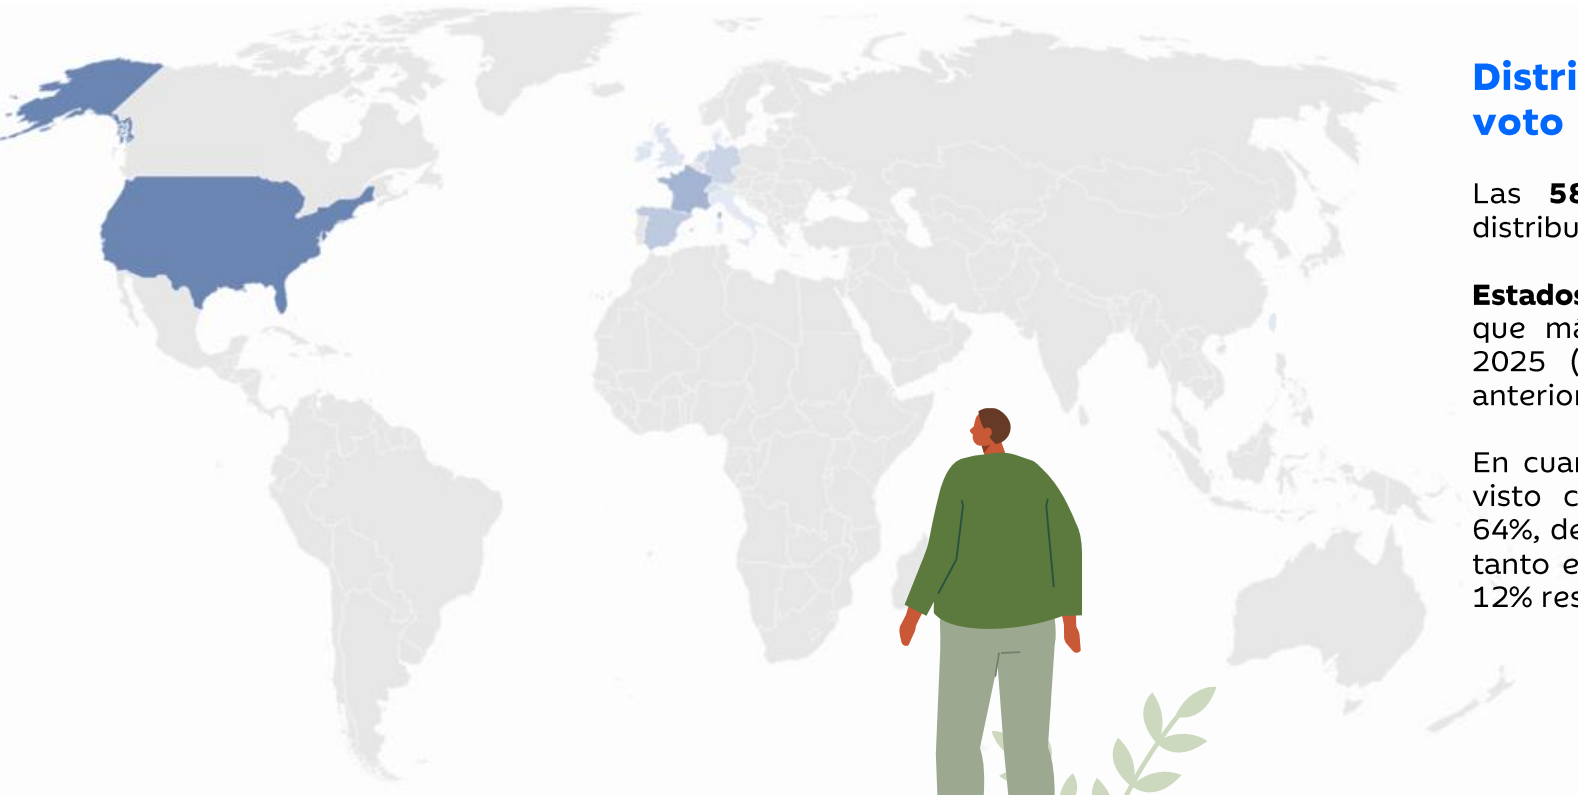 Distri
voto
Las 58
distribu
Estados
que má
2025 (
anterior
En cuan
visto c
64%, de
tanto e
12% res